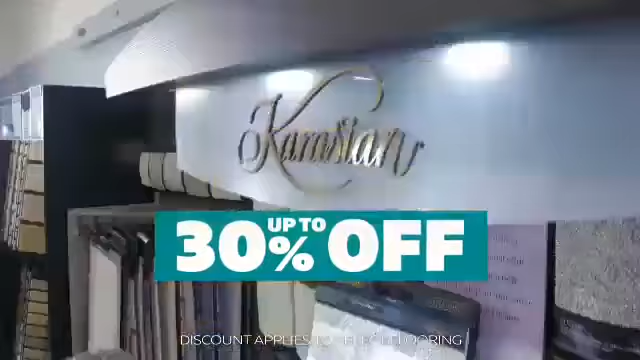 Karastan
UP TO
30% OFF
DISCOUNT APPLIES TO
FLOORING